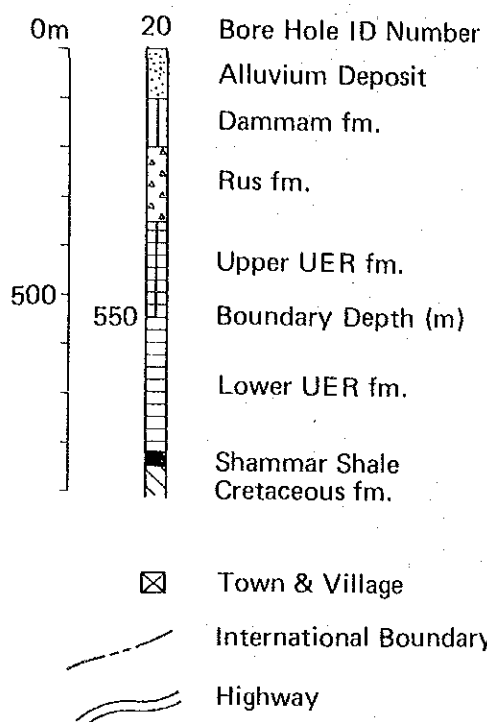 0m 20 Bore Hole ID Number
Alluvium Deposit
Dammam fm.
Rus fm.
Upper UER fm.
500
550 Boundary Depth (m)
Lower UER fm.
Shammar Shale
Cretaceous fm.
Town & Village
International Boundary
Highway